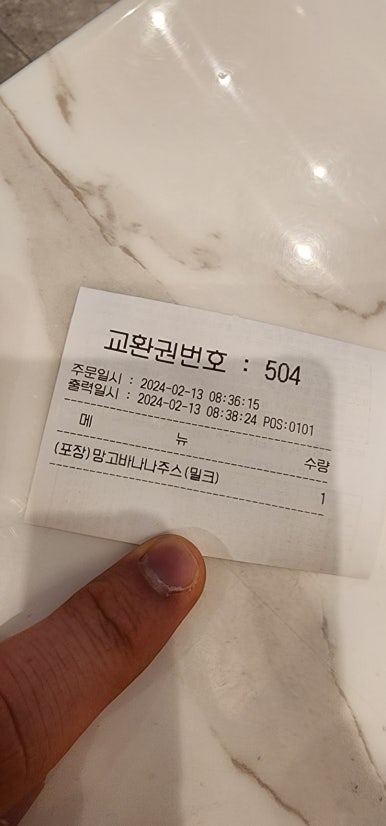 교환권번호 : 504
주문일시 : 2024-02-13 08:36:15
출력일시 : 2024-02-13 08:38:24 POS:0101
메 뉴 수량
(포장)망고바나나주스(밀크) 1